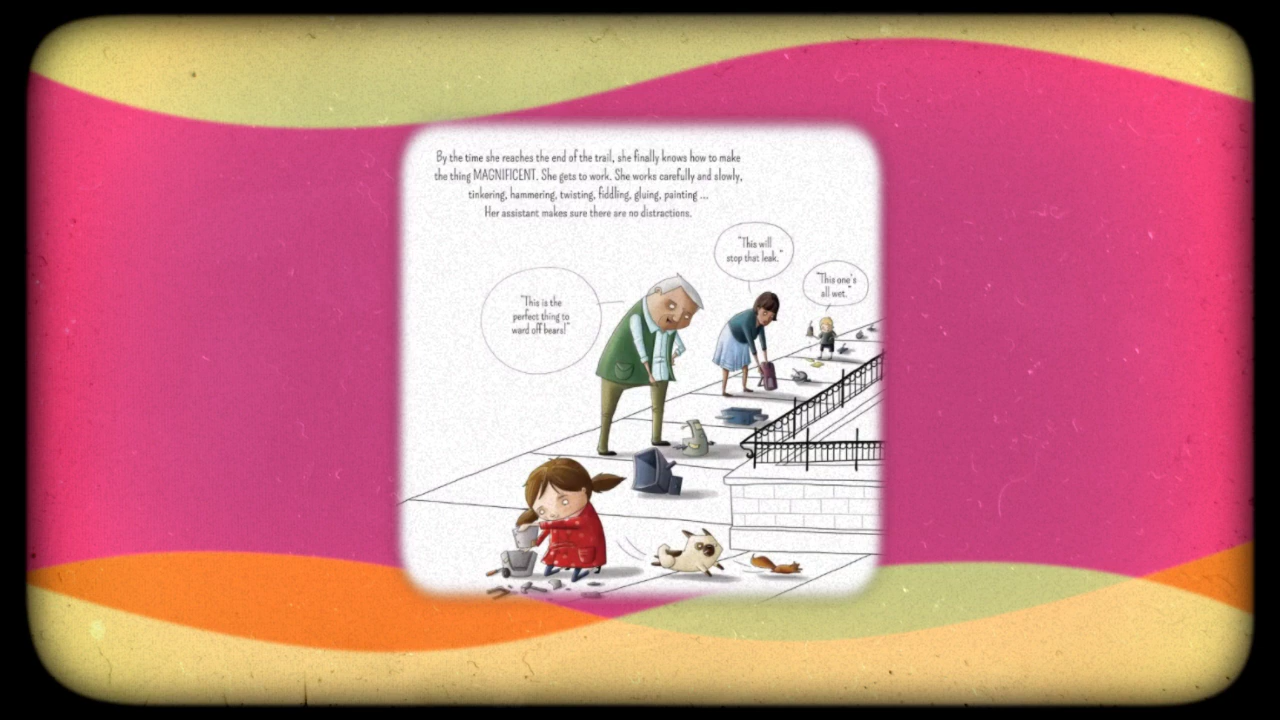 By the time she reaches the end of the trail, she finally knows how to make
the thing MAGNIFICENT. She gets to work. She works carefully and slowly,
tinkering, hammering, twisting, fiddling, gluing, painting ...
Her assistant makes sure there are no distractions.
"This will
stop that leak."
"This one's
all wet."
"This is the
perfect thing to
ward off bears!"